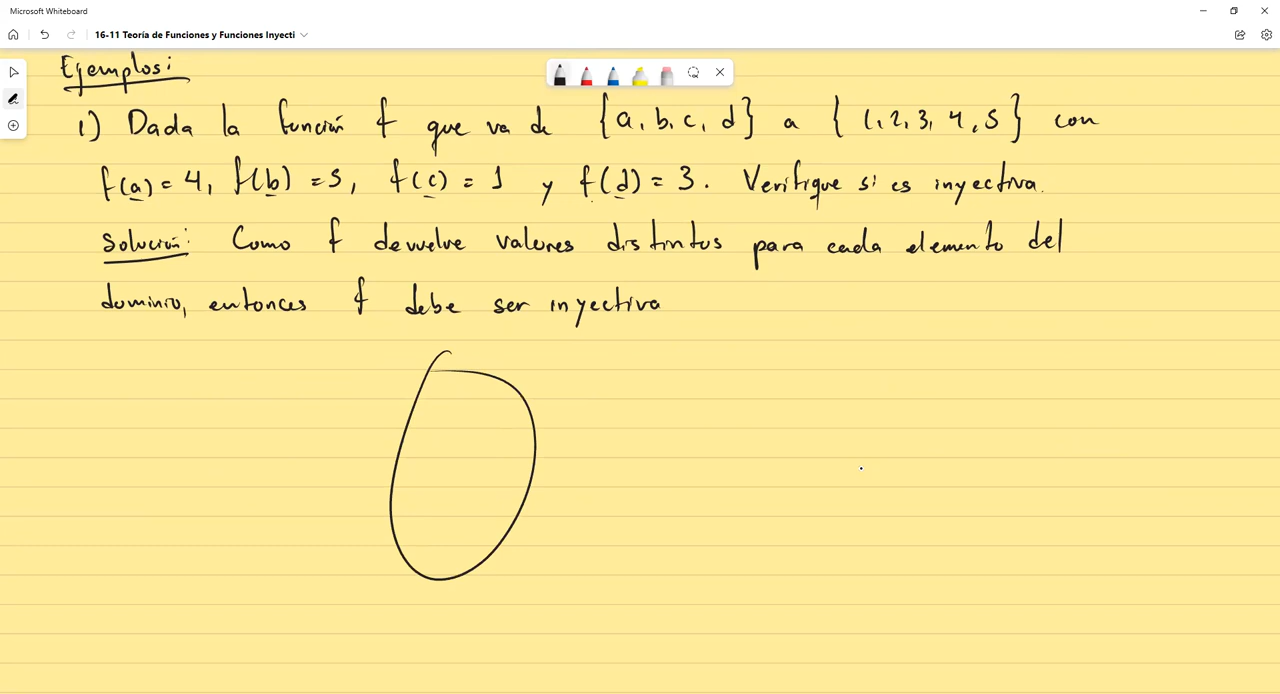 Microsoft Whiteboard
16-11 Teoría de Funciones y Funciones Inyecti
Ejemplos:
1) Dada la función f que va de {a, b, c, d} a {1, 2, 3, 4, 5} con
f(a) = 4, f(b) = 5, f(c) = 1 y f(d) = 3. Verifique si es inyectiva.
Solución: Como f devuelve valores distintos para cada elemento del
dominio, entonces f debe ser inyectiva